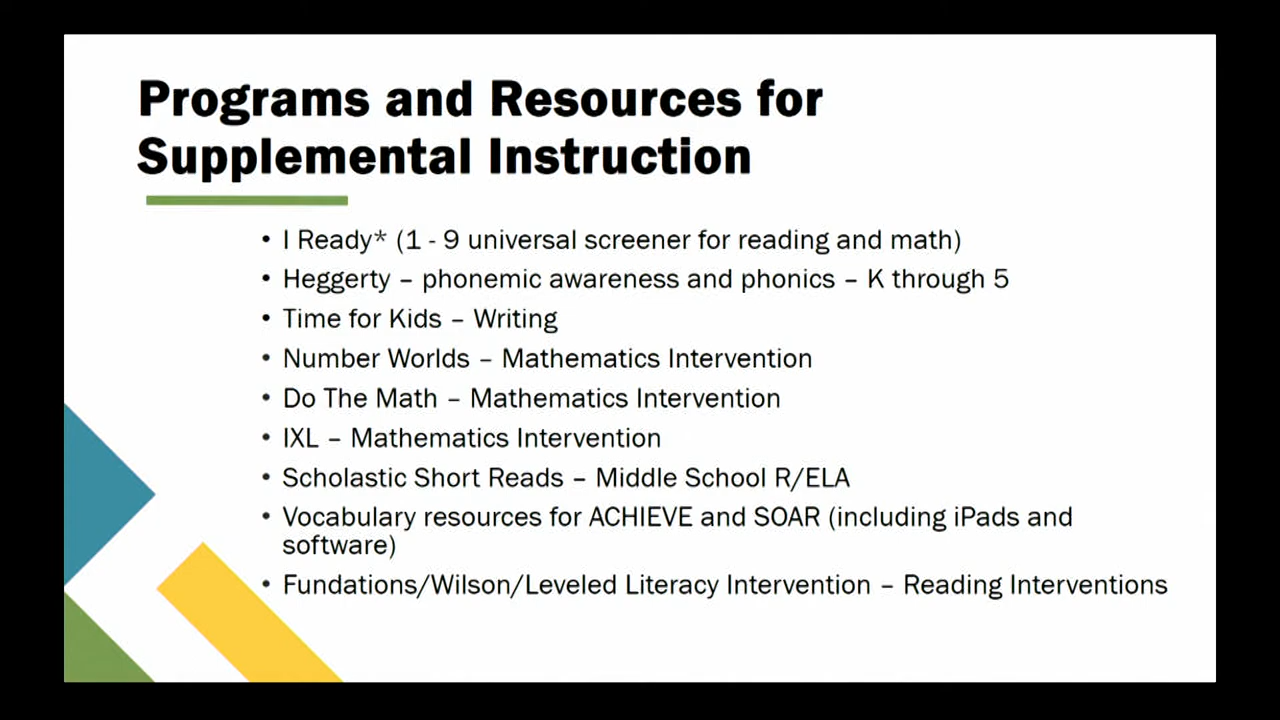 Programs and Resources for
Supplemental Instruction
• I Ready* (1 - 9 universal screener for reading and math)
• Heggerty – phonemic awareness and phonics – K through 5
• Time for Kids – Writing
• Number Worlds – Mathematics Intervention
• Do The Math – Mathematics Intervention
• IXL – Mathematics Intervention
• Scholastic Short Reads – Middle School R/ELA
• Vocabulary resources for ACHIEVE and SOAR (including iPads and
software)
• Fundations/Wilson/Leveled Literacy Intervention – Reading Interventions